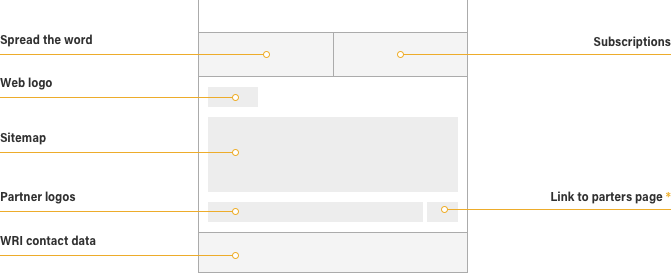 Spread the word
Subscriptions
Web logo
Sitemap
Partner logos
Link to parters page *
WRI contact data